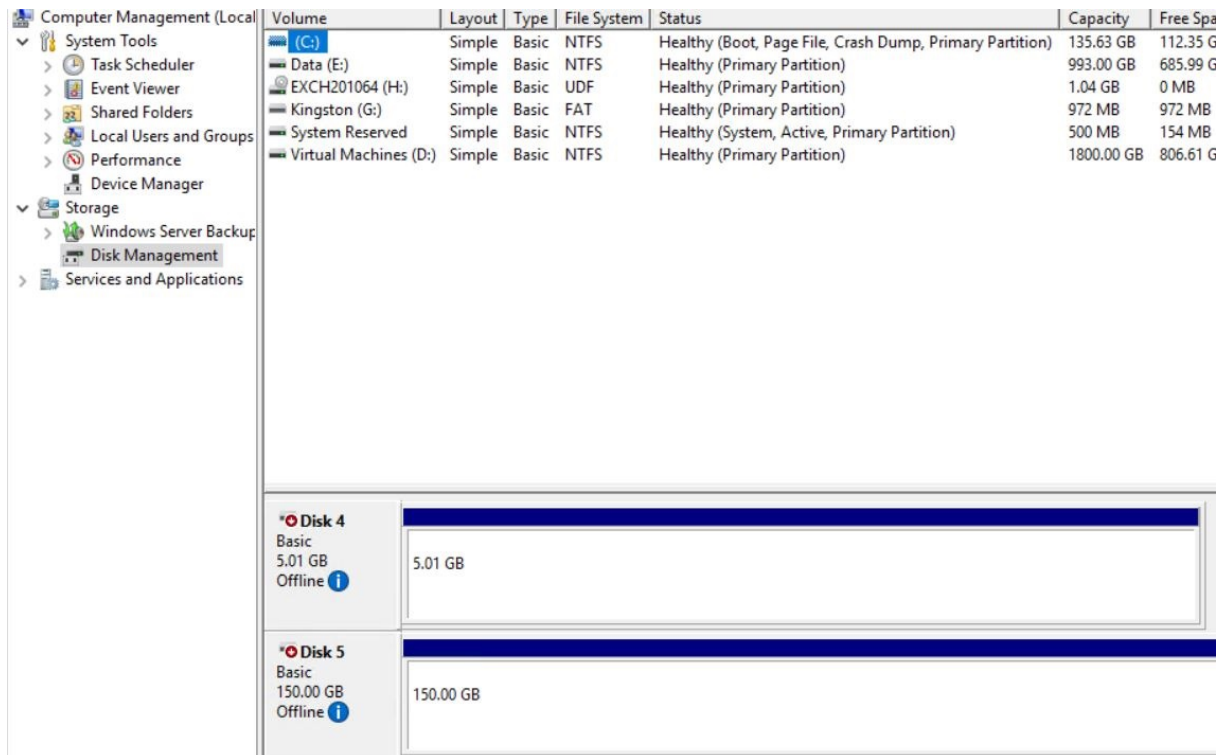 Computer Management (Local
System Tools
Task Scheduler
Event Viewer
Shared Folders
Local Users and Groups
Performance
Device Manager
Storage
Windows Server Backup
Disk Management
Services and Applications
Volume Layout Type File System Status Capacity Free Spa
(C:) Simple Basic NTFS Healthy (Boot, Page File, Crash Dump, Primary Partition) 135.63 GB 112.35 G
Data (E:) Simple Basic NTFS Healthy (Primary Partition) 993.00 GB 685.99 G
EXCH201064 (H:) Simple Basic UDF Healthy (Primary Partition) 1.04 GB 0 MB
Kingston (G:) Simple Basic FAT Healthy (Primary Partition) 972 MB 972 MB
System Reserved Simple Basic NTFS Healthy (System, Active, Primary Partition) 500 MB 154 MB
Virtual Machines (D:) Simple Basic NTFS Healthy (Primary Partition) 1800.00 GB 806.61 G
Disk 4
Basic
5.01 GB
Offline
5.01 GB
Disk 5
Basic
150.00 GB
Offline
150.00 GB